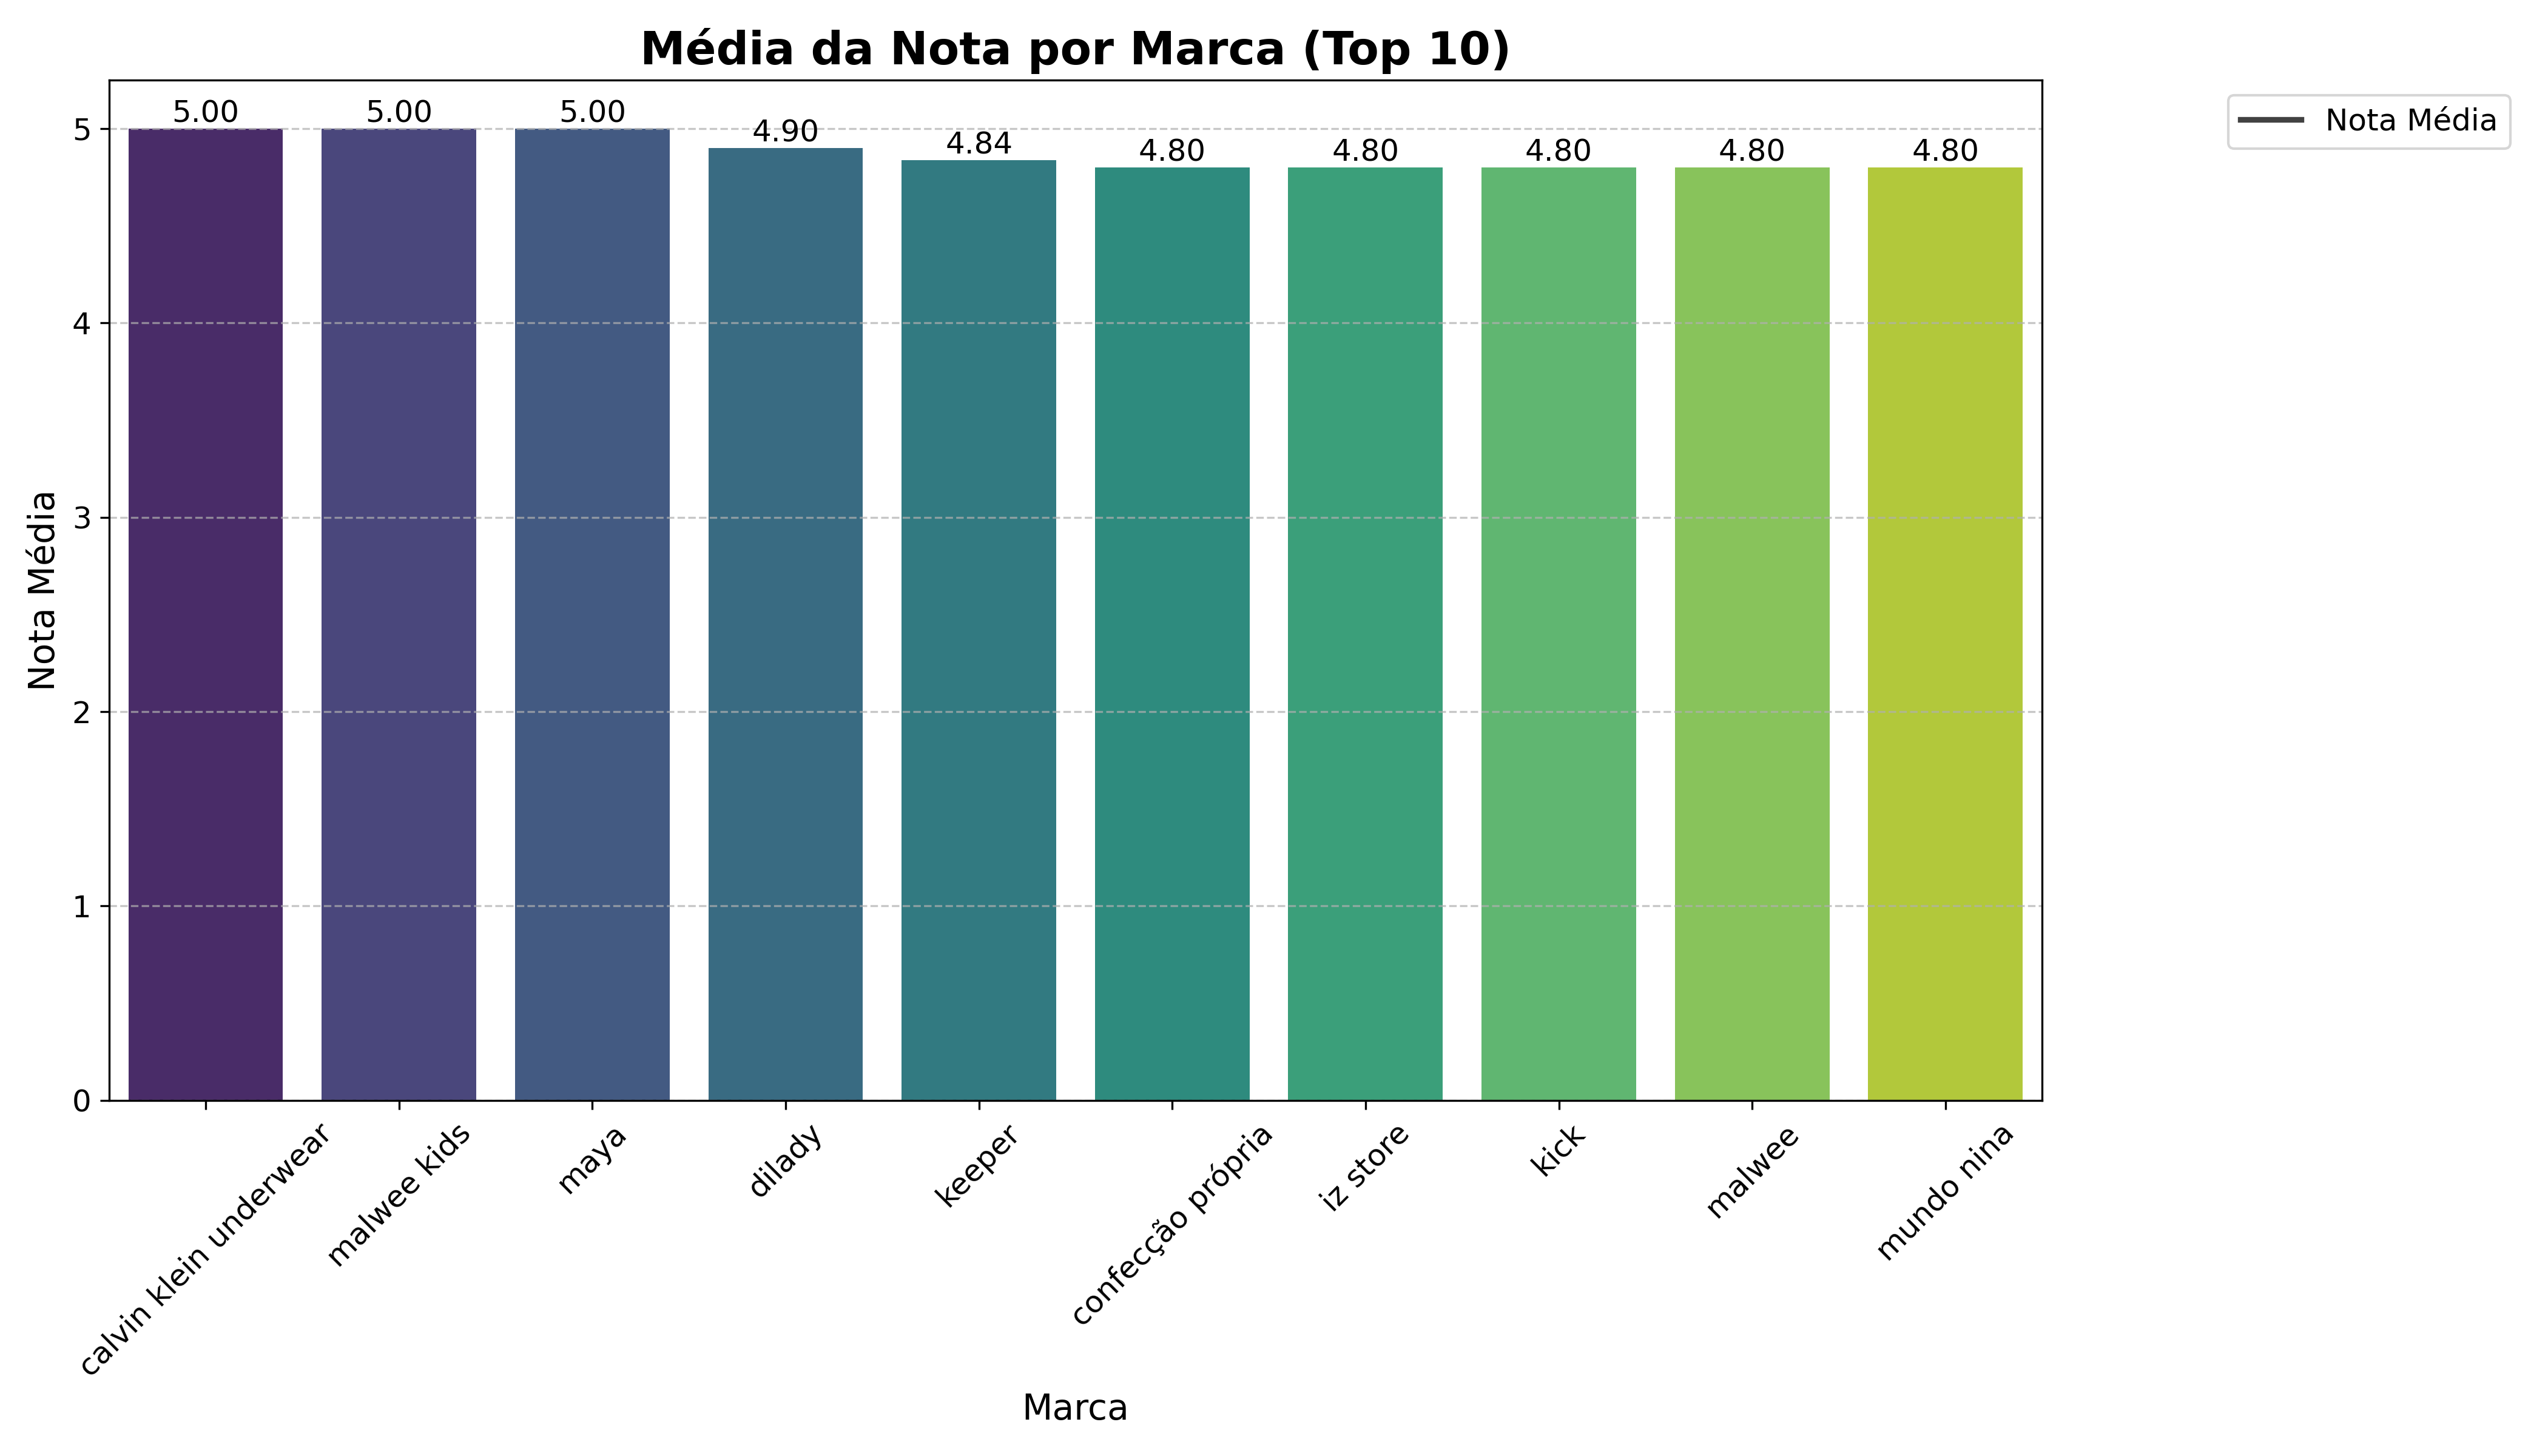 Média da Nota por Marca (Top 10)
Nota Média
5.00 5.00 5.00 4.90 4.84 4.80 4.80 4.80 4.80 4.80
5
4
3
2
1
0
Nota Média
calvin klein underwear
malwee kids
maya
dilady
keeper
confecção própria
iz store
kick
malwee
mundo nina
Marca